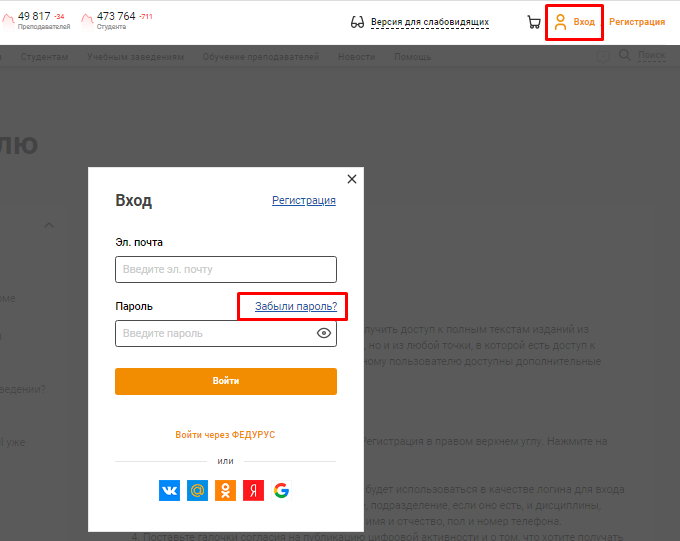 49 817 -34
Преподавателей
473 764 -711
Студента
Версия для слабовидящих
Вход
Регистрация
Студентам
Учебным заведениям
Обучение преподавателей
Новости
Помощь
Поиск
лю
Вход
Регистрация
Эл. почта
Введите эл. почту
Пароль
Забыли пароль?
Введите пароль
Войти
Войти через ФЕДУРУС
или
лучить доступ к полным текстам изданий из
но и из любой точки, в которой есть доступ к
ному пользователю доступны дополнительные
ведении?
уже
Регистрация в правом верхнем углу. Нажмите на
будет использоваться в качестве логина для входа
подразделение, если оно есть, и дисциплины,
имя и отчество, пол и номер телефона.
4. Поставьте галочки согласия на публикацию цифровой активности и о том, что хотите получать